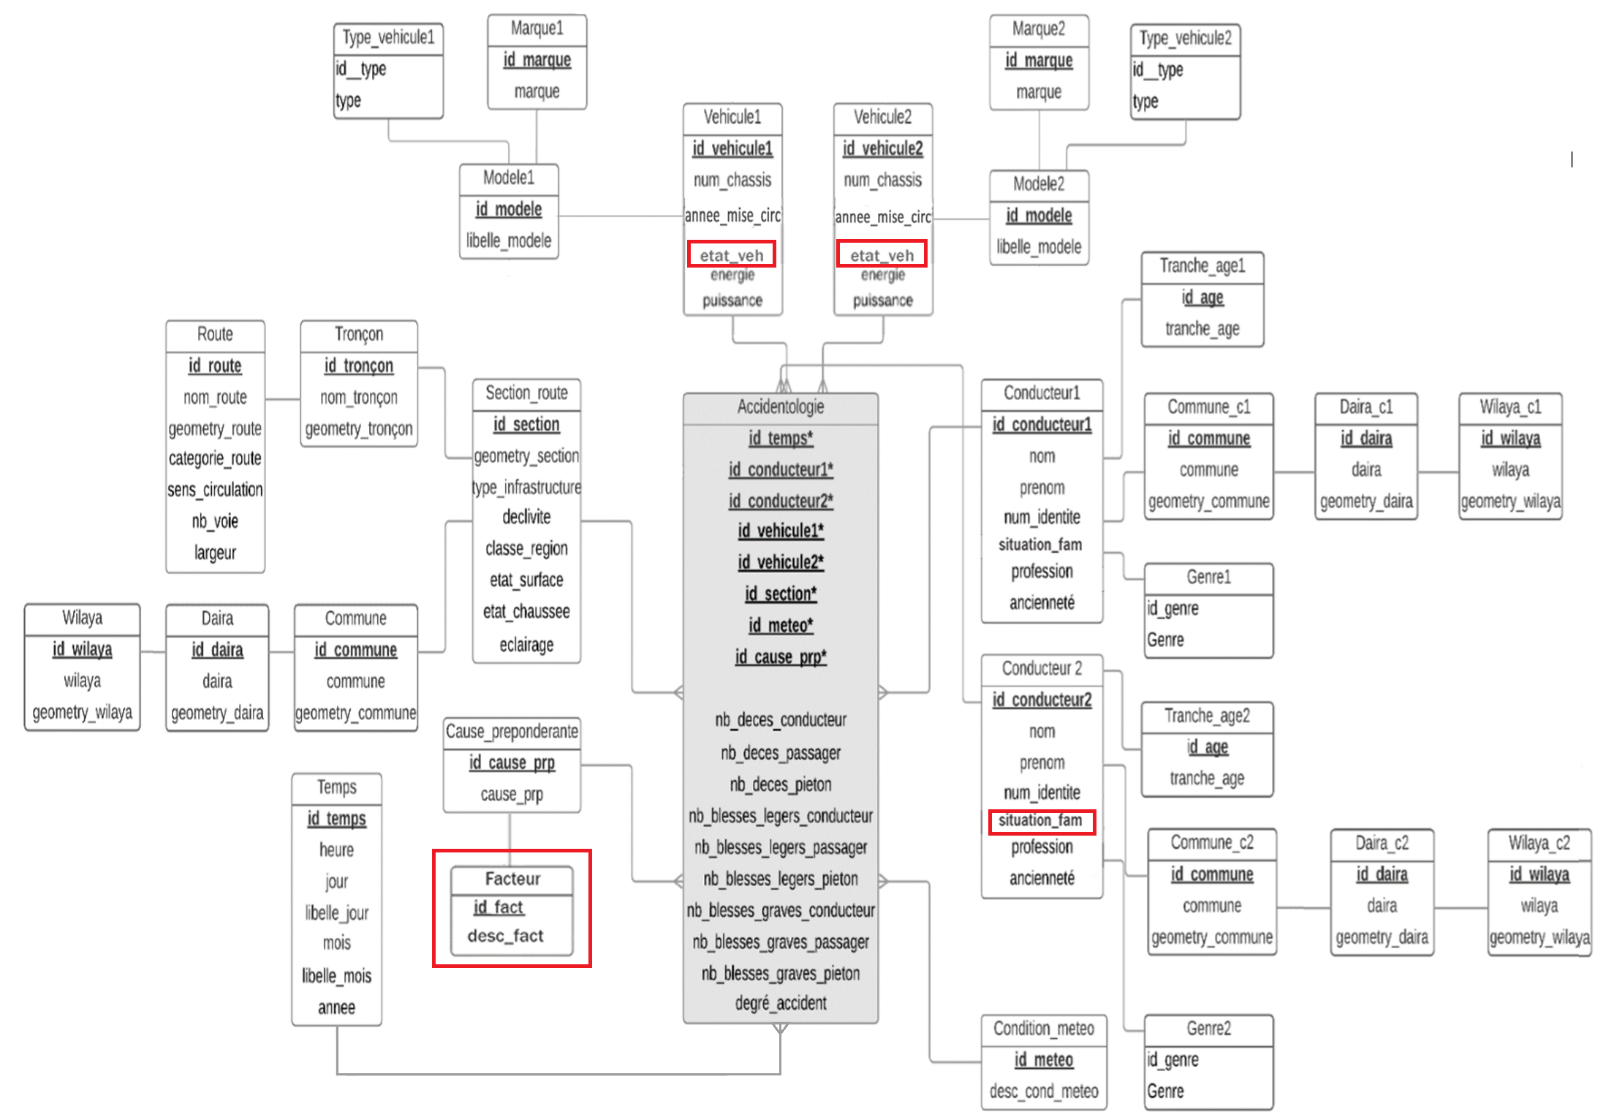 Type_vehicule1
id__type
type
Marque1
id_marque
marque
Marque2
id_marque
marque
Type_vehicule2
id__type
type
Modele1
id_modele
libelle_modele
Vehicule1
id_vehicule1
num_chassis
annee_mise_circ
etat_veh
energie
puissance
Vehicule2
id_vehicule2
num_chassis
annee_mise_circ
etat_veh
energie
puissance
Modele2
id_modele
libelle_modele
Tranche_age1
id_age
tranche_age
Route
id_route
nom_route
geometry_route
categorie_route
sens_circulation
nb_voie
largeur
Tronçon
id_tronçon
nom_tronçon
geometry_tronçon
Section_route
id_section
geometry_section
type_infrastructure
declivite
classe_region
etat_surface
etat_chaussee
eclairage
Accidentologie
id_temps*
id_conducteur1*
id_conducteur2*
id_vehicule1*
id_vehicule2*
id_section*
id_meteo*
id_cause_prp*
nb_deces_conducteur
nb_deces_passager
nb_deces_pieton
nb_blesses_legers_conducteur
nb_blesses_legers_passager
nb_blesses_legers_pieton
nb_blesses_graves_conducteur
nb_blesses_graves_passager
nb_blesses_graves_pieton
degré_accident
Conducteur1
id_conducteur1
nom
prenom
num_identite
situation_fam
profession
ancienneté
Commune_c1
id_commune
commune
geometry_commune
Daira_c1
id_daira
daira
geometry_daira
Wilaya_c1
id_wilaya
wilaya
geometry_wilaya
Genre1
id_genre
Genre
Wilaya
id_wilaya
wilaya
geometry_wilaya
Daira
id_daira
daira
geometry_daira
Commune
id_commune
commune
geometry_commune
Conducteur 2
id_conducteur2
nom
prenom
num_identite
situation_fam
profession
ancienneté
Tranche_age2
id_age
tranche_age
Cause_preponderante
id_cause_prp
cause_prp
Temps
id_temps
heure
jour
libelle_jour
mois
libelle_mois
annee
Facteur
id_fact
desc_fact
Commune_c2
id_commune
commune
geometry_commune
Daira_c2
id_daira
daira
geometry_daira
Wilaya_c2
id_wilaya
wilaya
geometry_wilaya
Condition_meteo
id_meteo
desc_cond_meteo
Genre2
id_genre
Genre